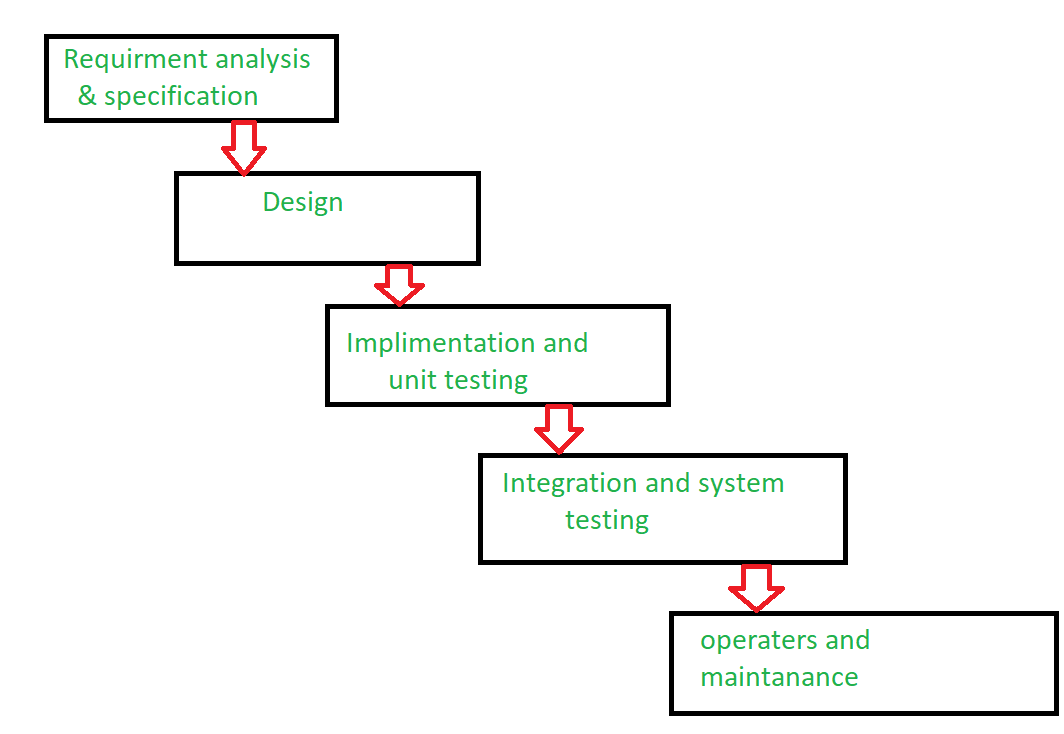 Requirment analysis
& specification
Design
Implimentation and
unit testing
Integration and system
testing
operaters and
maintanance